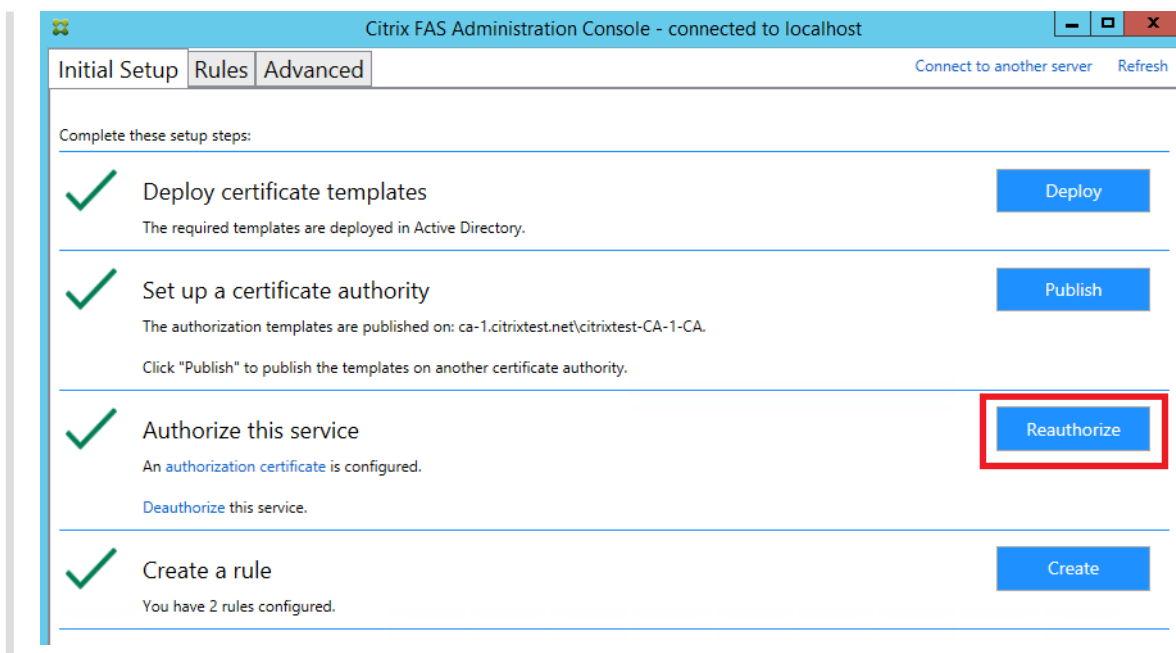 Citrix FAS Administration Console - connected to localhost
Initial Setup Rules Advanced Connect to another server Refresh
Complete these setup steps:
Deploy certificate templates
Deploy
The required templates are deployed in Active Directory.
Set up a certificate authority
Publish
The authorization templates are published on: ca-1.citrixtest.net\citrixtest-CA-1-CA.
Click "Publish" to publish the templates on another certificate authority.
Authorize this service
Reauthorize
An authorization certificate is configured.
Deauthorize this service.
Create a rule
Create
You have 2 rules configured.